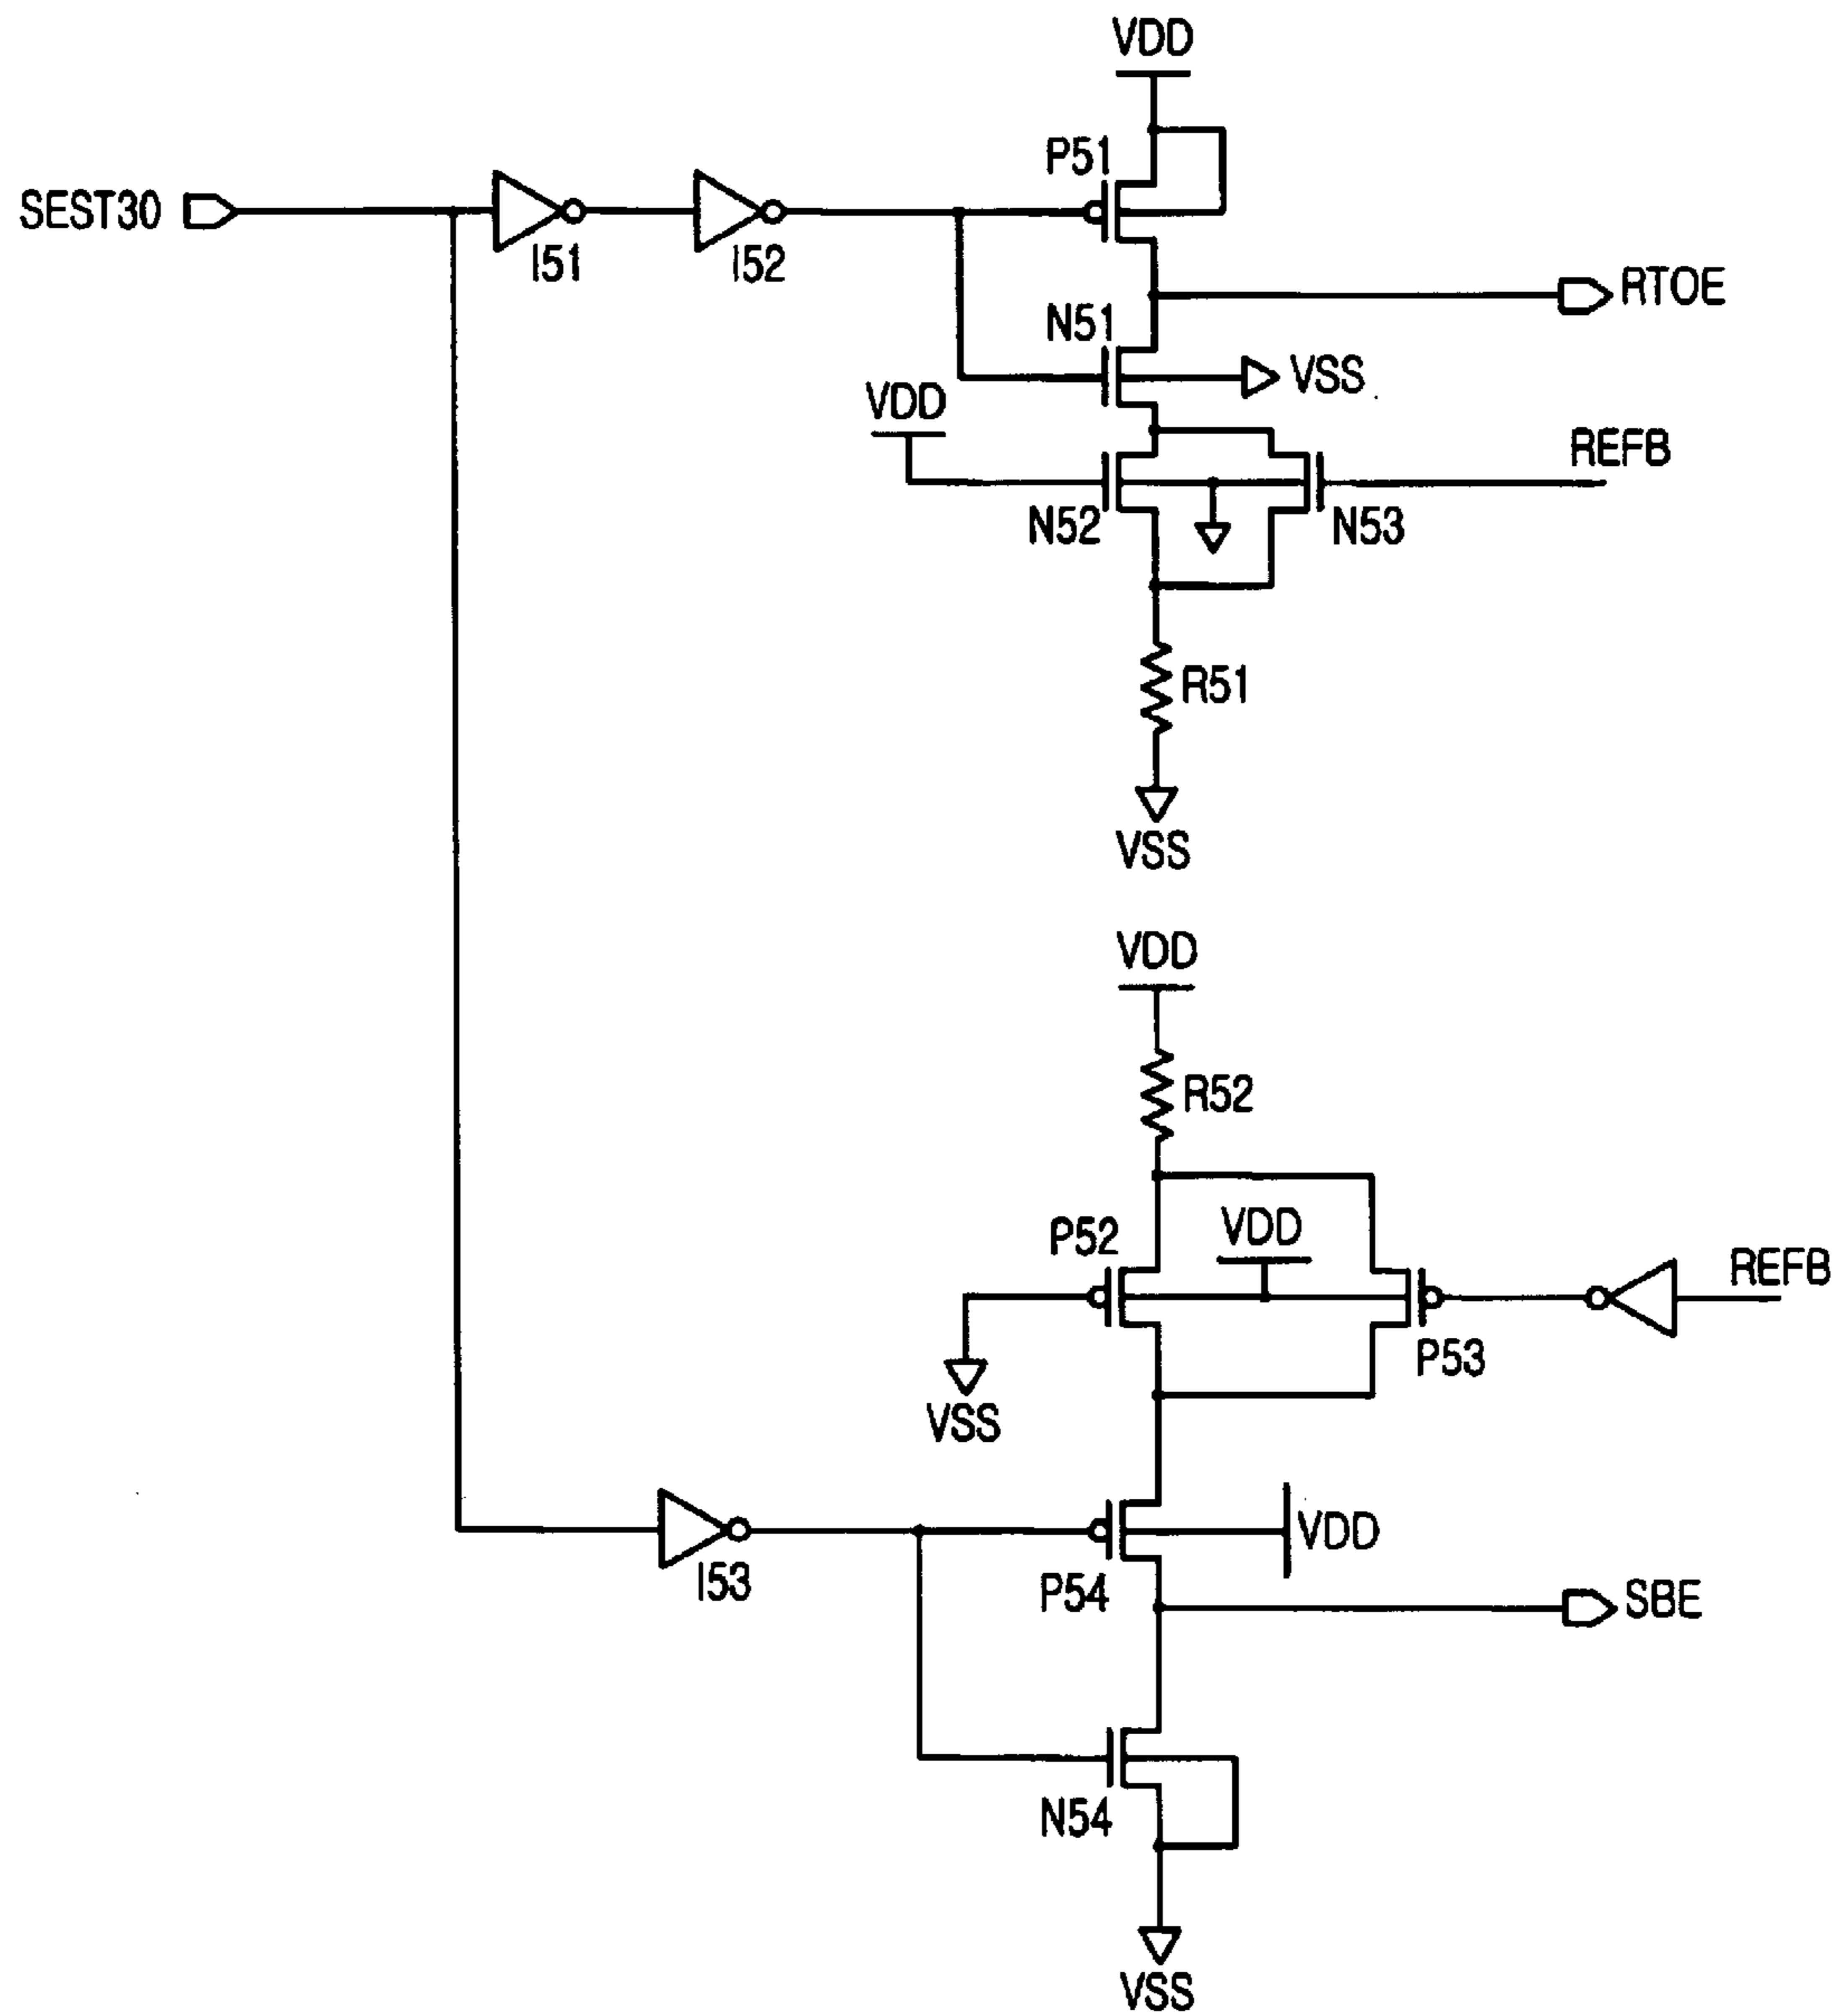 VDD
P51
SEST30
I51
I52
RTOE
N51
VSS
VDD
REFB
N52
N53
R51
VSS
VDD
R52
P52
VDD
REFB
P53
VSS
VDD
I53
P54
SBE
N54
VSS